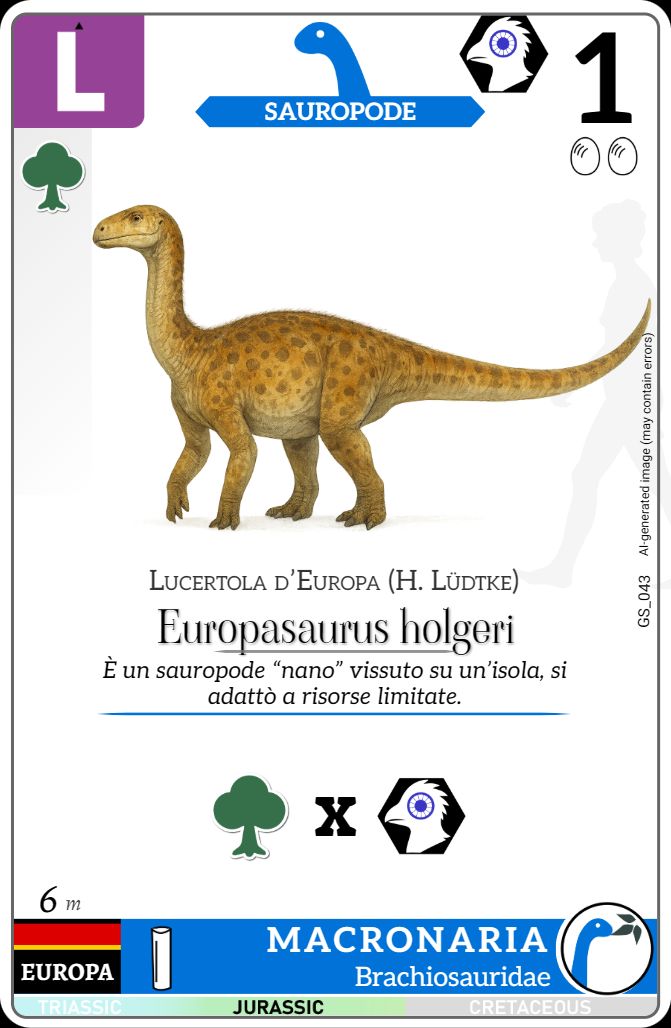 L
SAUROPODE
1
AI-generated image (may contain errors)
GS_043
Lucertola d’Europa (H. Lüdtke)
Europasaurus holgeri
È un sauropode “nano” vissuto su un’isola, si
adattò a risorse limitate.
x
6 m
EUROPA
MACRONARIA
Brachiosauridae
TRIASSIC JURASSIC CRETACEOUS